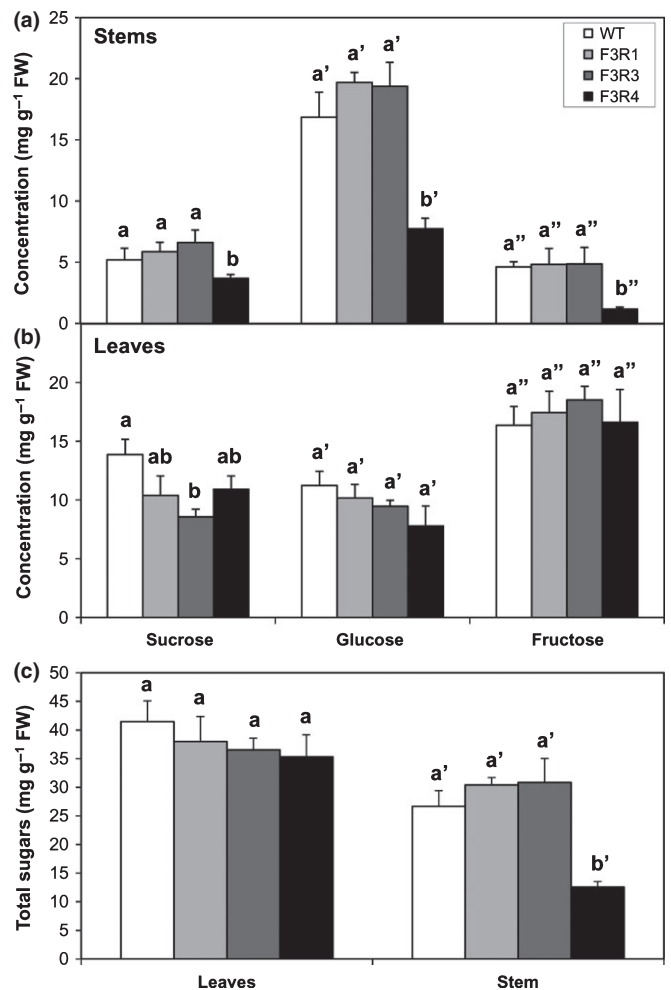 (a)
25
Stems
WT
F3R1
F3R3
F3R4
20
15
10
5
0
Concentration (mg g⁻¹ FW)
a a a b
a’ a’ a’ b’
a” a” a” b”
(b)
Leaves
20
15
10
5
0
Concentration (mg g⁻¹ FW)
a ab b ab
a’ a’ a’ a’
a” a” a” a”
Sucrose Glucose Fructose
(c)
50
45
40
35
30
25
20
15
10
5
0
Total sugars (mg g⁻¹ FW)
a a a a
a’ a’ a’ b’
Leaves Stem